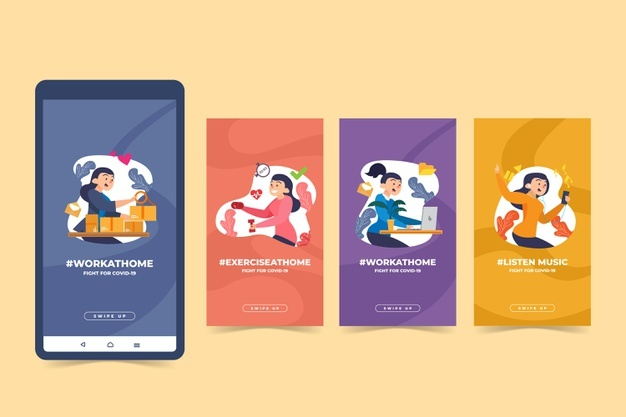 #WORKATHOME
FIGHT FOR COVID-19
SWIPE UP
#EXERCISEATHOME
FIGHT FOR COVID-19
SWIPE UP
#WORKATHOME
FIGHT FOR COVID-19
SWIPE UP
#LISTEN MUSIC
FIGHT FOR COVID-19
SWIPE UP